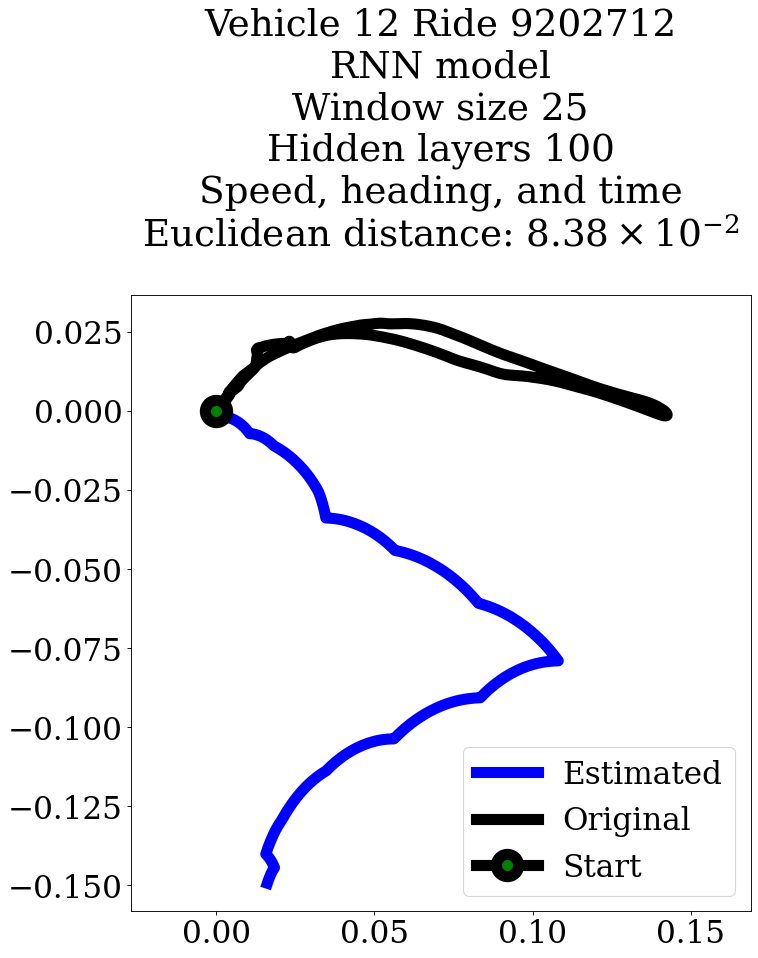 Vehicle 12 Ride 9202712
RNN model
Window size 25
Hidden layers 100
Speed, heading, and time
Euclidean distance: 8.38 × 10⁻²
0.025
0.000
−0.025
−0.050
−0.075
−0.100
−0.125
−0.150
Estimated
Original
Start
0.00 0.05 0.10 0.15